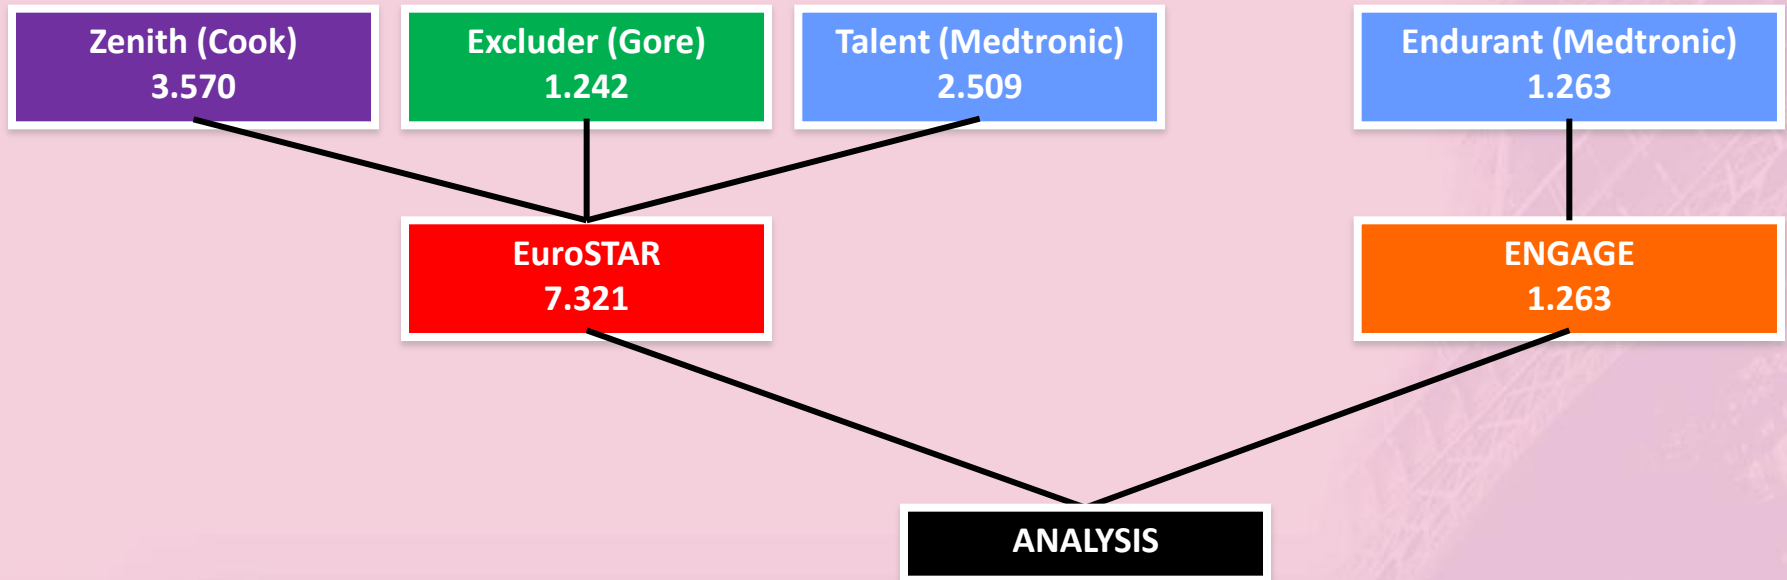 Zenith (Cook)
3.570
Excluder (Gore)
1.242
Talent (Medtronic)
2.509
Endurant (Medtronic)
1.263
EuroSTAR
7.321
ENGAGE
1.263
ANALYSIS